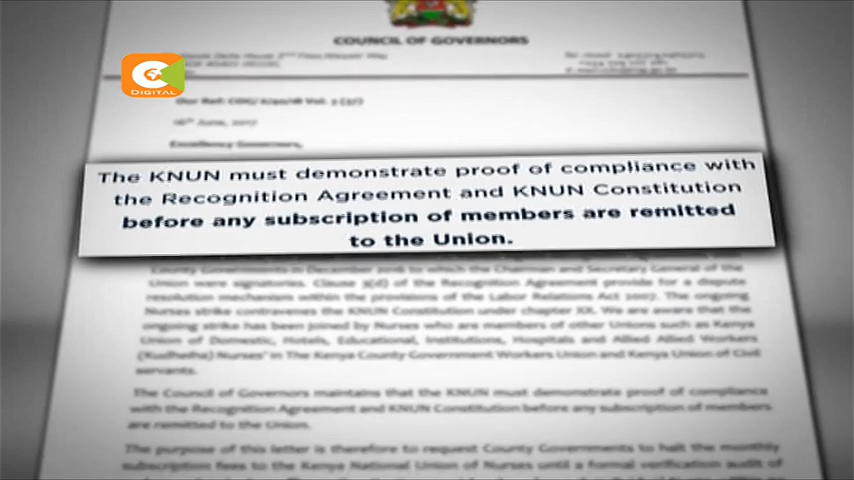 COUNCIL OF GOVERNORS
DIGITAL
16th June, 2017
Excellency Governors,
The KNUN must demonstrate proof of compliance with
the Recognition Agreement and KNUN Constitution
before any subscription of members are remitted
to the Union.
County Governments in December 2016 to which the Chairman and Secretary General of the
Union were signatories. Clause of the Recognition Agreement provide for a dispute
resolution mechanism within the provisions of the Labor Relations Act 2007. The ongoing
Nurses strike contravenes the KNUN Constitution under chapter XX. We are aware that the
ongoing strike has been joined by Nurses who are members of other Unions such as Kenya
Union of Domestic, Hotels, Educational, Institutions, Hospitals and Allied Allied Workers
(Kudheiha) Nurses' in The Kenya County Government Workers Union and Kenya Union of Civil
servants.
The Council of Governors maintains that the KNUN must demonstrate proof of compliance
with the Recognition Agreement and KNUN Constitution before any subscription of members
are remitted to the Union.
The purpose of this letter is therefore to request County Governments to halt the monthly
subscription fees to the Kenya National Union of Nurses until a formal verification audit of